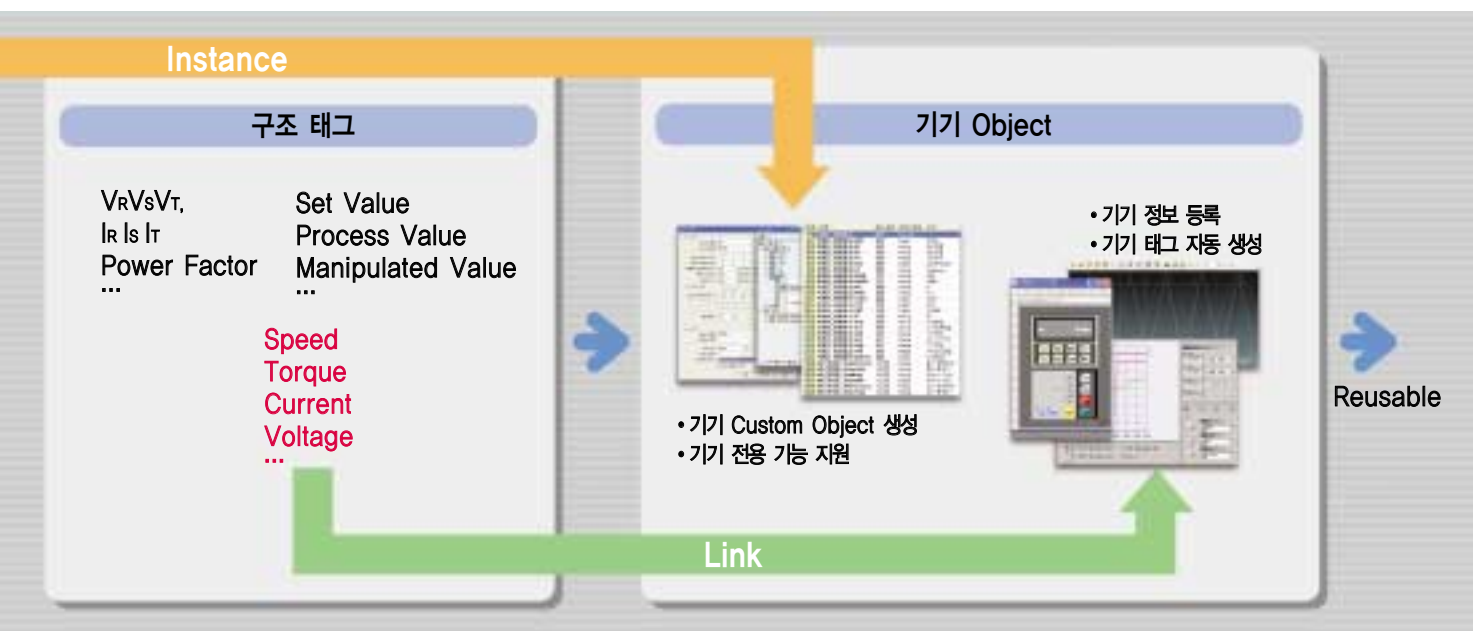 Instance
구조 태그
VRVSVT,
IR IS IT
Power Factor
...
Set Value
Process Value
Manipulated Value
...
Speed
Torque
Current
Voltage
...
기기 Object
• 기기 정보 등록
• 기기 태그 자동 생성
• 기기 Custom Object 생성
• 기기 전용 기능 지원
Link
Reusable